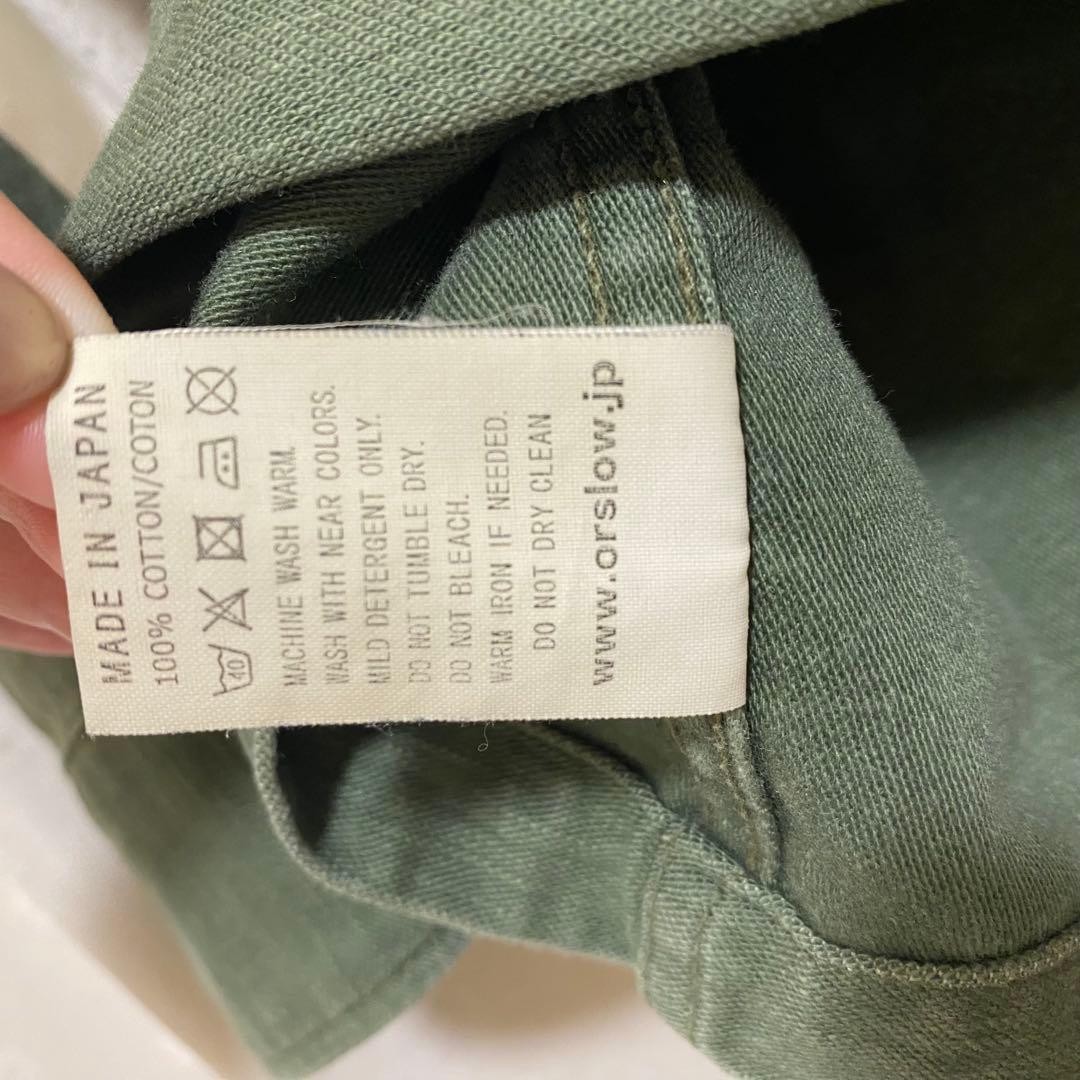 MADE IN JAPAN
100% COTTON/COTON
40
MACHINE WASH WARM.
WASH WITH NEAR COLORS.
MILD DETERGENT ONLY.
DO NOT TUMBLE DRY.
DO NOT BLEACH.
WARM IRON IF NEEDED.
DO NOT DRY CLEAN
www.orslow.jp